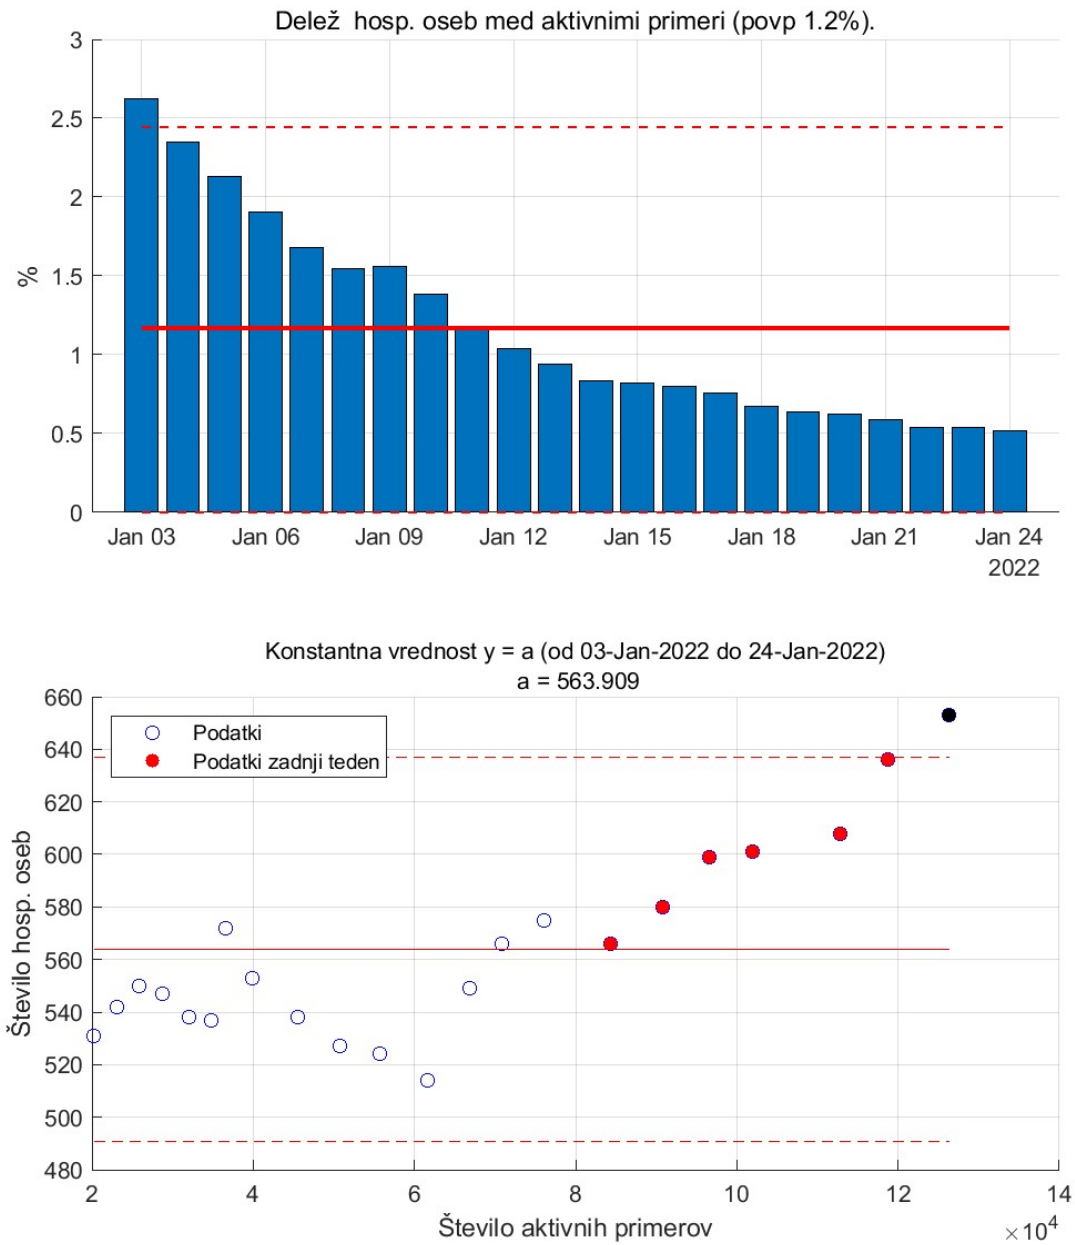 Delež  hosp. oseb med aktivnimi primeri (povp 1.2%).
3
2.5
2
1.5
1
0.5
0
%
Jan 03 Jan 06 Jan 09 Jan 12 Jan 15 Jan 18 Jan 21 Jan 24
2022
Konstantna vrednost y = a (od 03-Jan-2022 do 24-Jan-2022)
a = 563.909
Podatki
Podatki zadnji teden
660
640
620
600
580
560
540
520
500
480
Število hosp. oseb
2 4 6 8 10 12 14
Število aktivnih primerov
×10⁴